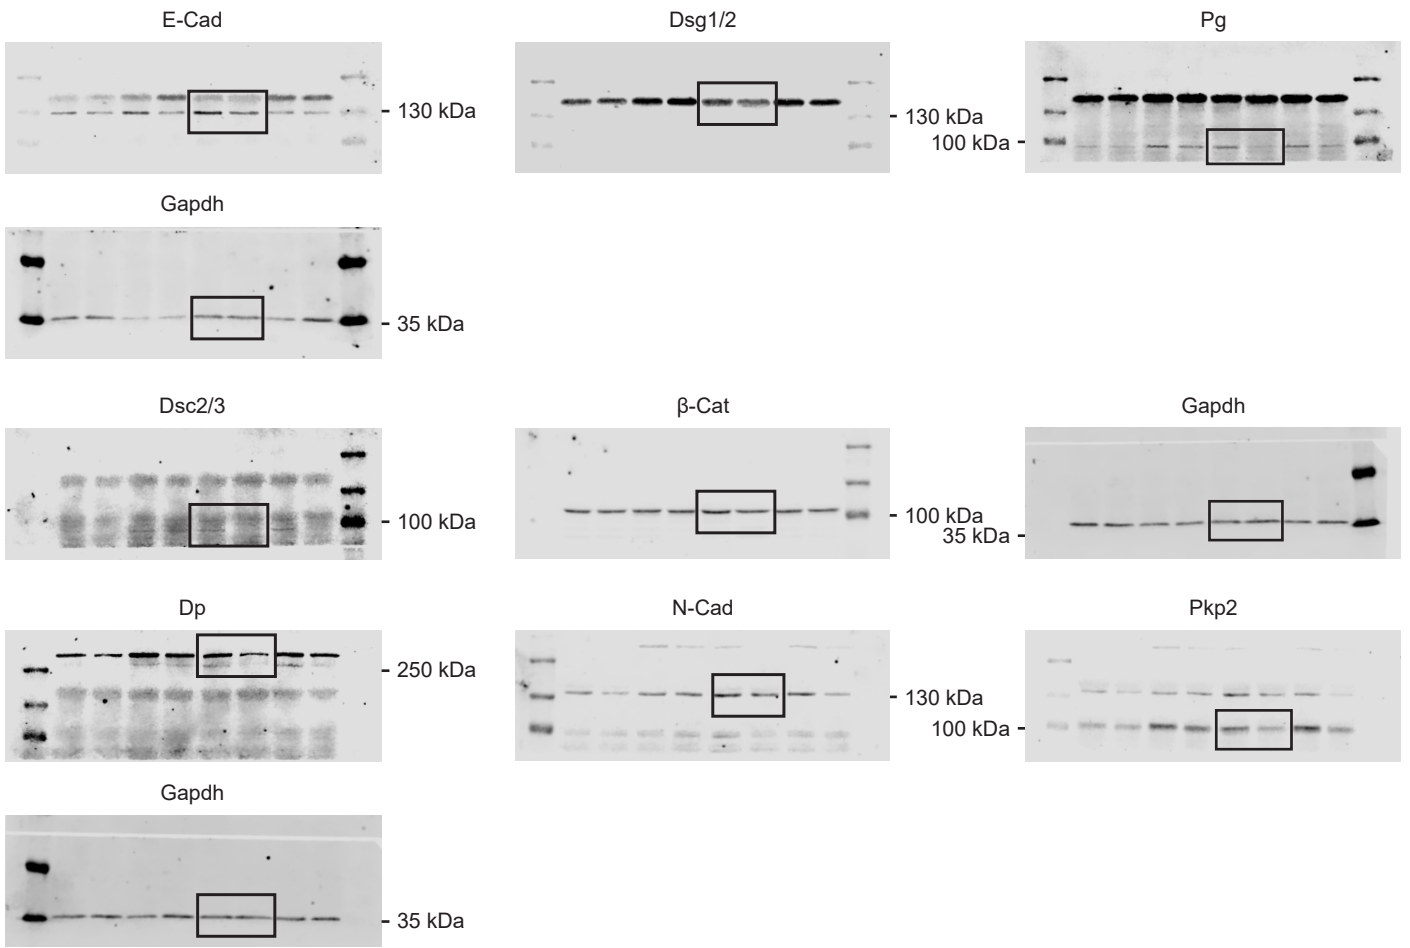 E-Cad
Dsg1/2
Pg
130 kDa
130 kDa
100 kDa
Gapdh
35 kDa
Dsc2/3
β-Cat
Gapdh
100 kDa
100 kDa
35 kDa
Dp
N-Cad
Pkp2
250 kDa
130 kDa
100 kDa
Gapdh
35 kDa